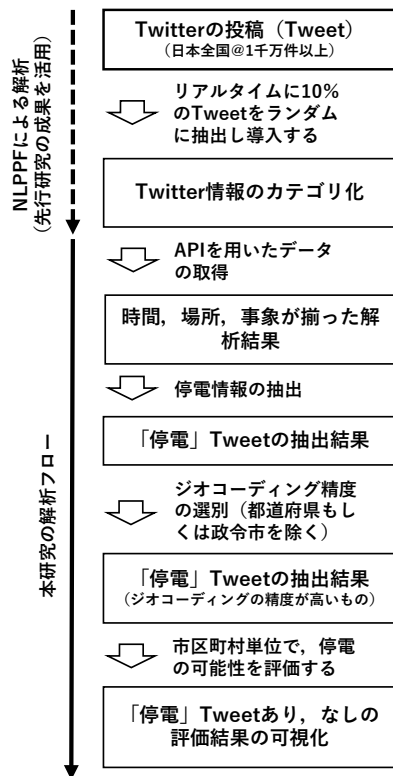 Twitterの投稿（Tweet）
（日本全国@1千万件以上）
リアルタイムに10%
のTweetをランダム
に抽出し導入する
NLPPFによる解析
（先行研究の成果を活用）
Twitter情報のカテゴリ化
APIを用いたデータ
の取得
時間，場所，事象が揃った解
析結果
停電情報の抽出
「停電」Tweetの抽出結果
本研究の解析フロー
ジオコーディング精度
の選別（都道府県もし
くは政令市を除く）
「停電」Tweetの抽出結果
（ジオコーディングの精度が高いもの）
市区町村単位で，停電
の可能性を評価する
「停電」Tweetあり，なしの
評価結果の可視化